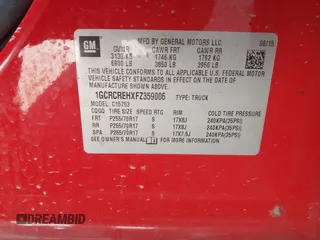 GM
MFD BY GENERAL MOTORS LLC
08/15
GVWR GAWR FRT GAWR RR
3130 KG 1746 KG 1792 KG
6900 LB 3850 LB 3950 LB
THIS VEHICLE CONFORMS TO ALL APPLICABLE U.S. FEDERAL MOTOR
VEHICLE SAFETY AND THEFT PREVENTION STANDARDS IN EFFECT ON THE DATE
OF MANUFACTURE SHOWN ABOVE.
1GCRCREHXFZ359006 TYPE: TRUCK
C15753
TIRE SIZE SPEED RTG RIM COLD TIRE PRESSURE
FRT P255/70R17 S 17X8J 240KPA(35PSI)
RR P255/70R17 S 17X8J 240KPA(35PSI)
SPA P255/70R17 S 17X7.5J 240KPA(35PSI)
SEE OWNER'S MANUAL FOR MORE INFORMATION.
DREAMBID